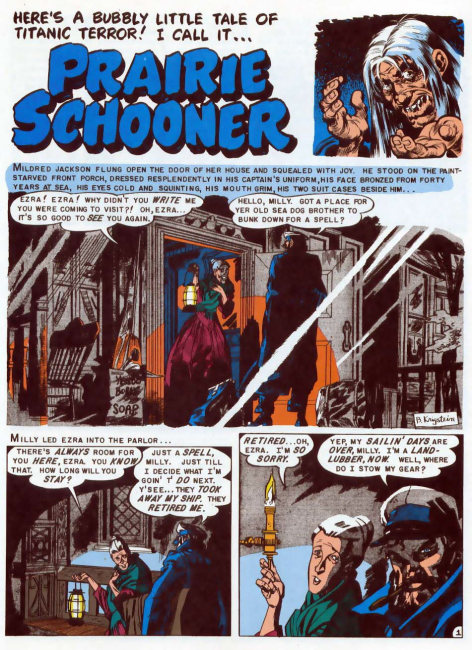 HERE'S A BUBBLY LITTLE TALE OF
TITANIC TERROR! I CALL IT...
PRAIRIE
SCHOONER
MILDRED JACKSON FLUNG OPEN THE DOOR OF HER HOUSE AND SQUEALED WITH JOY. HE STOOD ON THE PAINT-
STARVED FRONT PORCH, DRESSED RESPLENDENTLY IN HIS CAPTAIN'S UNIFORM, HIS FACE BRONZED FROM FORTY
YEARS AT SEA, HIS EYES COLD AND SQUINTING, HIS MOUTH GRIM, HIS TWO SUIT CASES BESIDE HIM...
EZRA! EZRA! WHY DIDN'T YOU WRITE ME
YOU WERE COMING TO VISIT?! OH, EZRA...
IT'S SO GOOD TO SEE YOU AGAIN.
HELLO, MILLY. GOT A PLACE FOR
YER OLD SEA DOG BROTHER TO
BUNK DOWN FOR A SPELL?
SOAP
B. Krigstein
MILLY LED EZRA INTO THE PARLOR...
THERE'S ALWAYS ROOM FOR
YOU HERE, EZRA. YOU KNOW
THAT. HOW LONG WILL YOU
STAY?
JUST A SPELL,
MILLY. JUST TILL
I DECIDE WHAT I'M
GOIN' T' DO NEXT.
Y'SEE... THEY TOOK
AWAY MY SHIP. THEY
RETIRED ME.
RETIRED...OH,
EZRA. I'M SO
SORRY.
YEP, MY SAILIN' DAYS ARE
OVER, MILLY. I'M A LAND-
LUBBER, NOW. WELL, WHERE
DO I STOW MY GEAR?
1